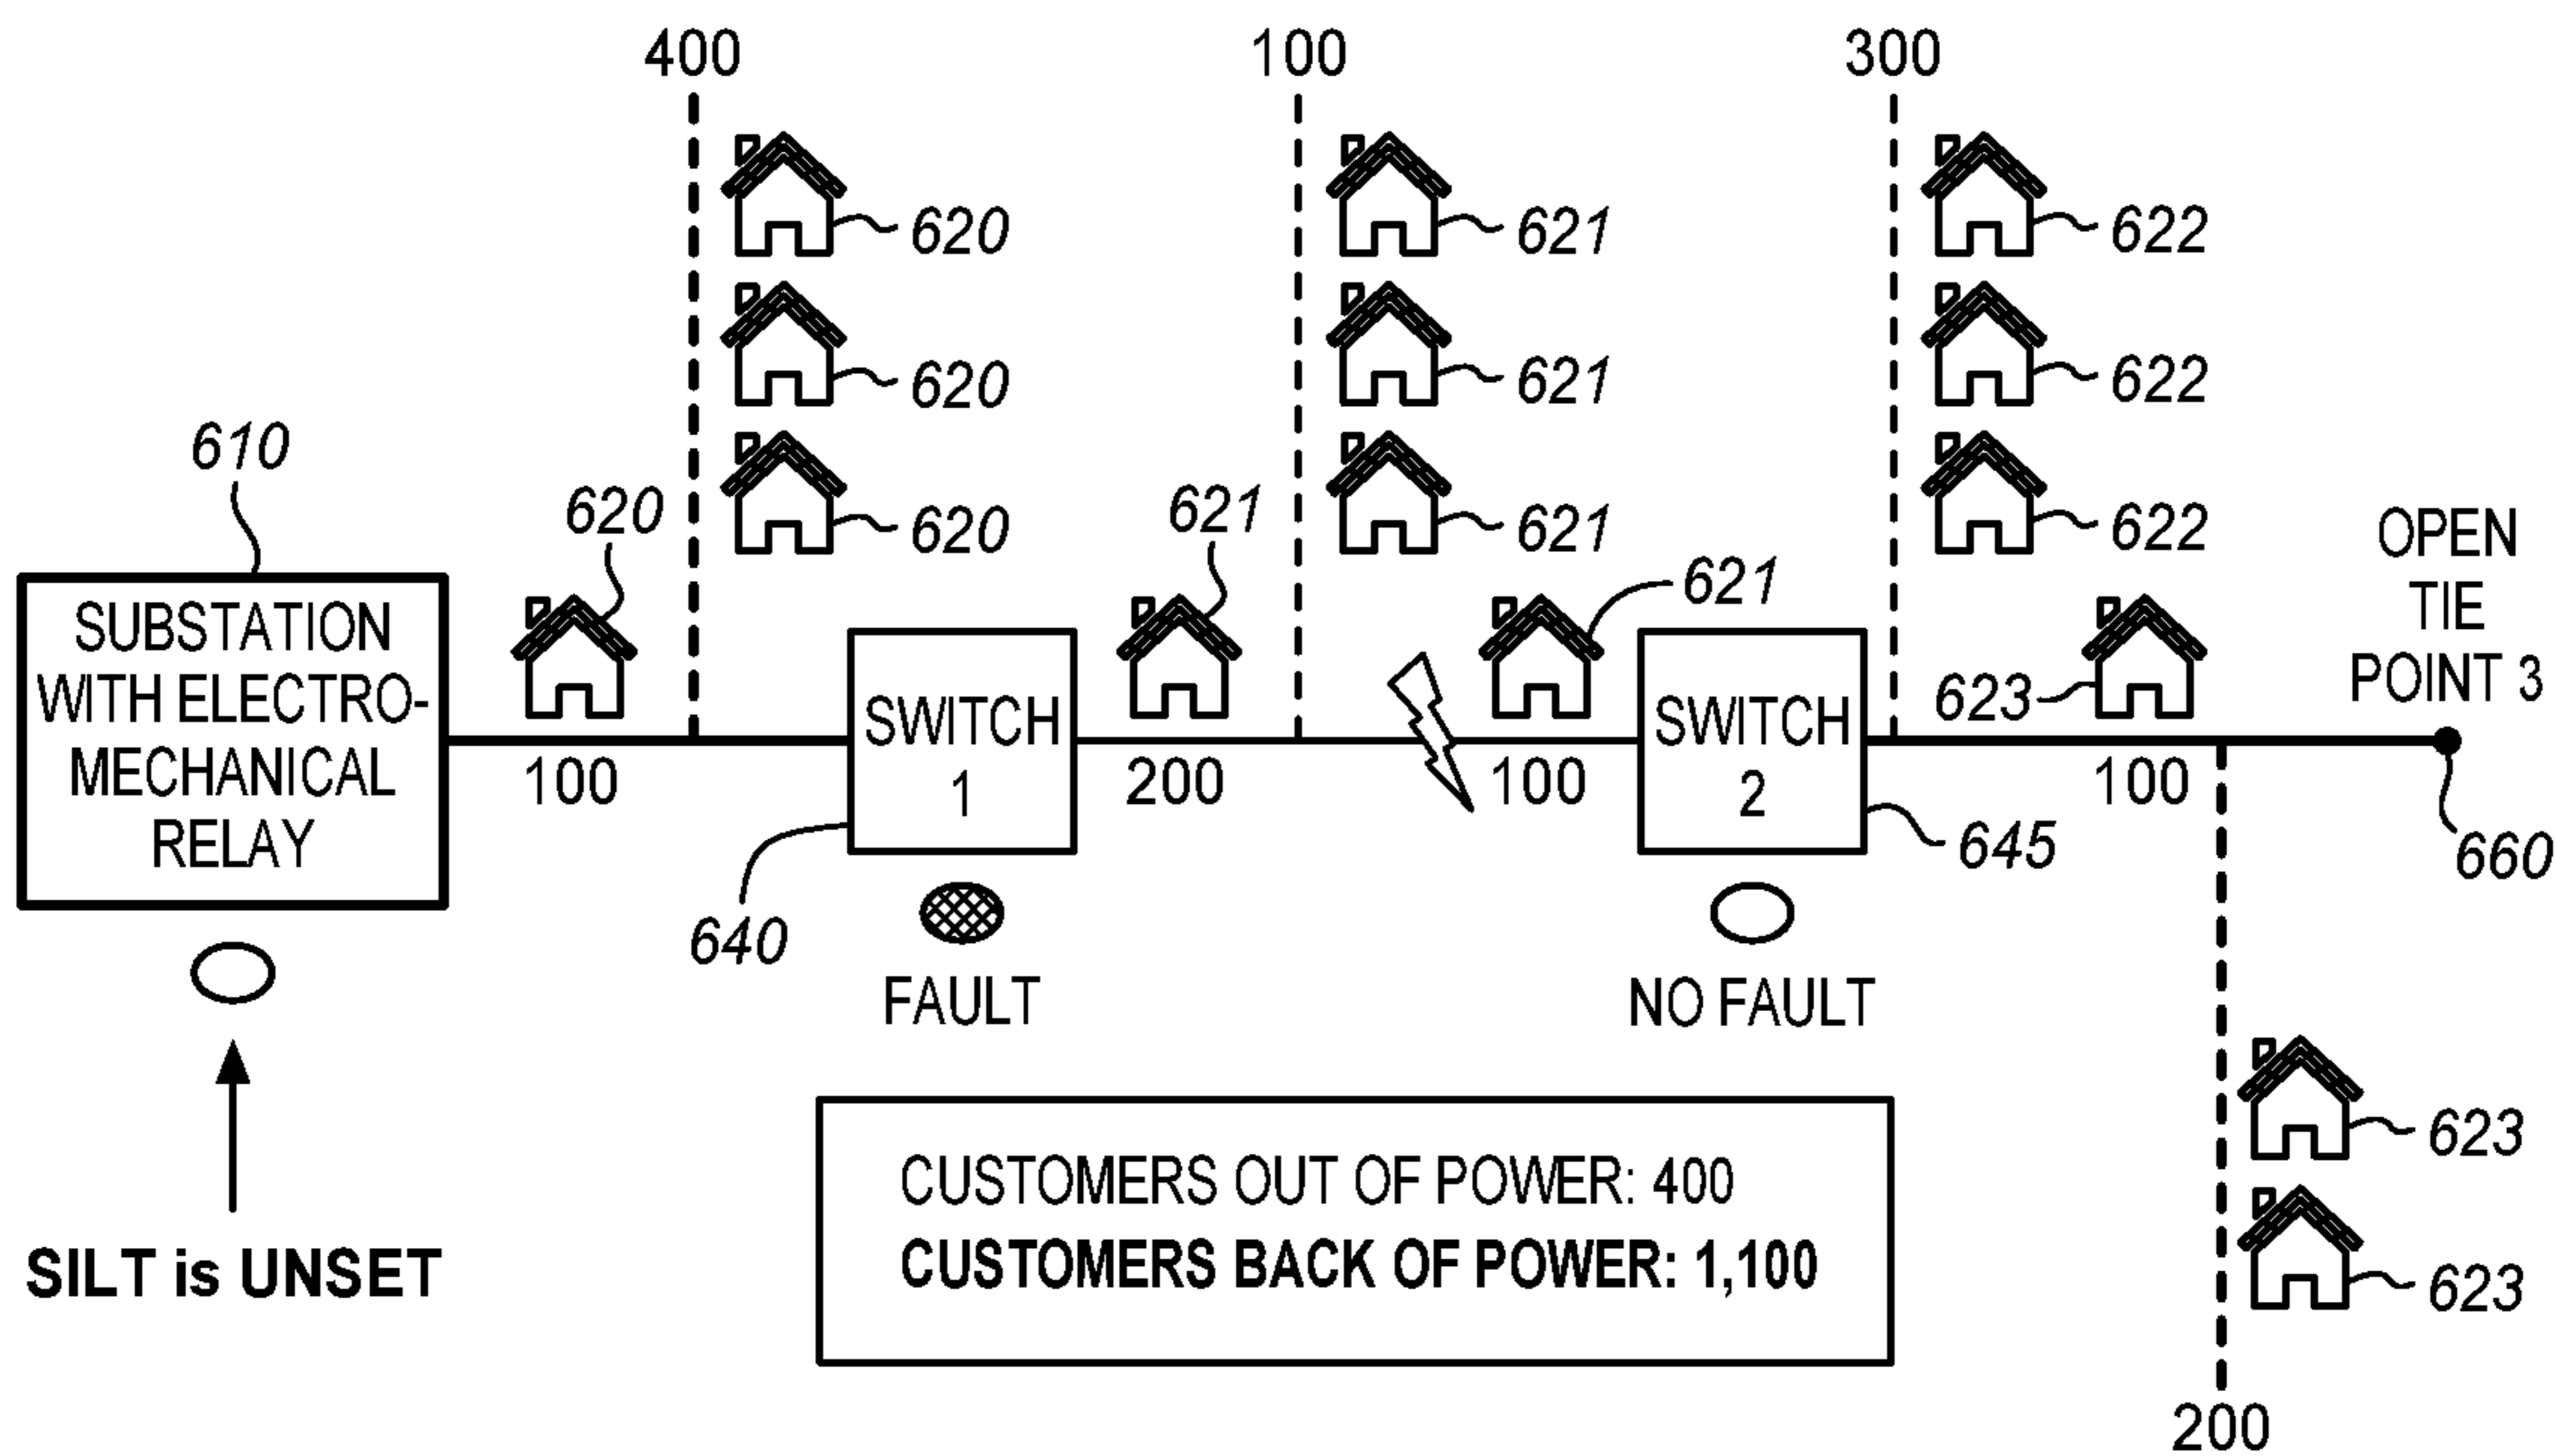 400
100
300
620
621
622
620
621
622
610
620
620
621
621
622
OPEN
TIE
POINT 3
621
SUBSTATION
WITH ELECTRO-
MECHANICAL
RELAY
623
SWITCH
1
SWITCH
2
100
200
100
100
645
660
640
FAULT
NO FAULT
623
CUSTOMERS OUT OF POWER: 400
CUSTOMERS BACK OF POWER: 1,100
SILT is UNSET
623
200